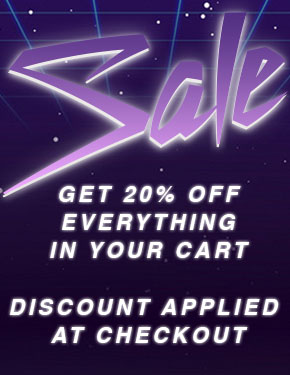 Sale
GET 20% OFF
EVERYTHING
IN YOUR CART
DISCOUNT APPLIED
AT CHECKOUT